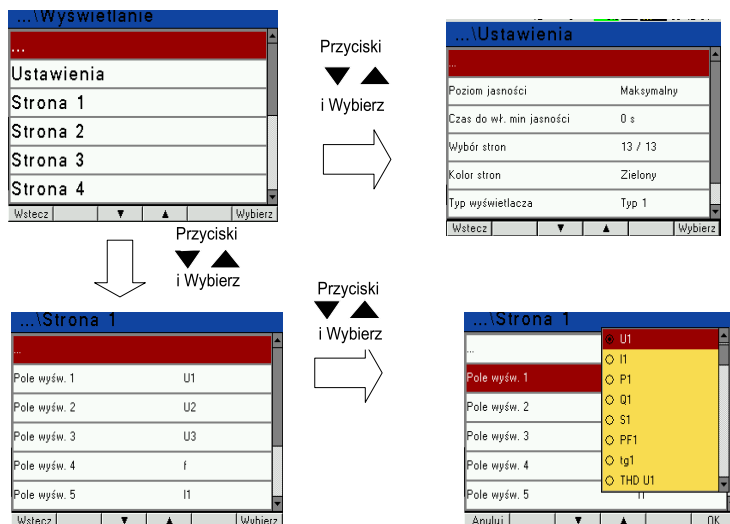 ...\Wyświetlanie
...
Ustawienia
Strona 1
Strona 2
Strona 3
Strona 4
Wstecz Wybierz
Przyciski
i Wybierz
...\Ustawienia
...
Poziom jasności Maksymalny
Czas do wł. min jasności 0 s
Wybór stron 13 / 13
Kolor stron Zielony
Typ wyświetlacza Typ 1
Wstecz Wybierz
Przyciski
i Wybierz
...\Strona 1
...
Pole wyśw. 1 U1
Pole wyśw. 2 U2
Pole wyśw. 3 U3
Pole wyśw. 4 f
Pole wyśw. 5 I1
Wstecz Wybierz
Przyciski
i Wybierz
...\Strona 1
...
Pole wyśw. 1
Pole wyśw. 2
Pole wyśw. 3
Pole wyśw. 4
Pole wyśw. 5 I1
U1
I1
P1
Q1
S1
PF1
tg1
THD U1
Anuluj OK